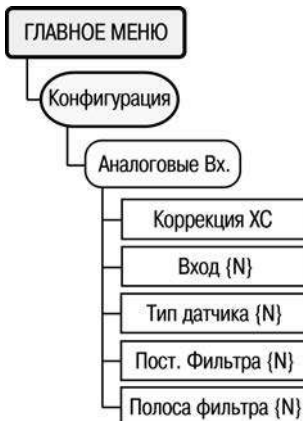 ГЛАВНОЕ МЕНЮ
Конфигурация
Аналоговые Вх.
Коррекция ХС
Вход {N}
Тип датчика {N}
Пост. Фильтра {N}
Полоса фильтра {N}